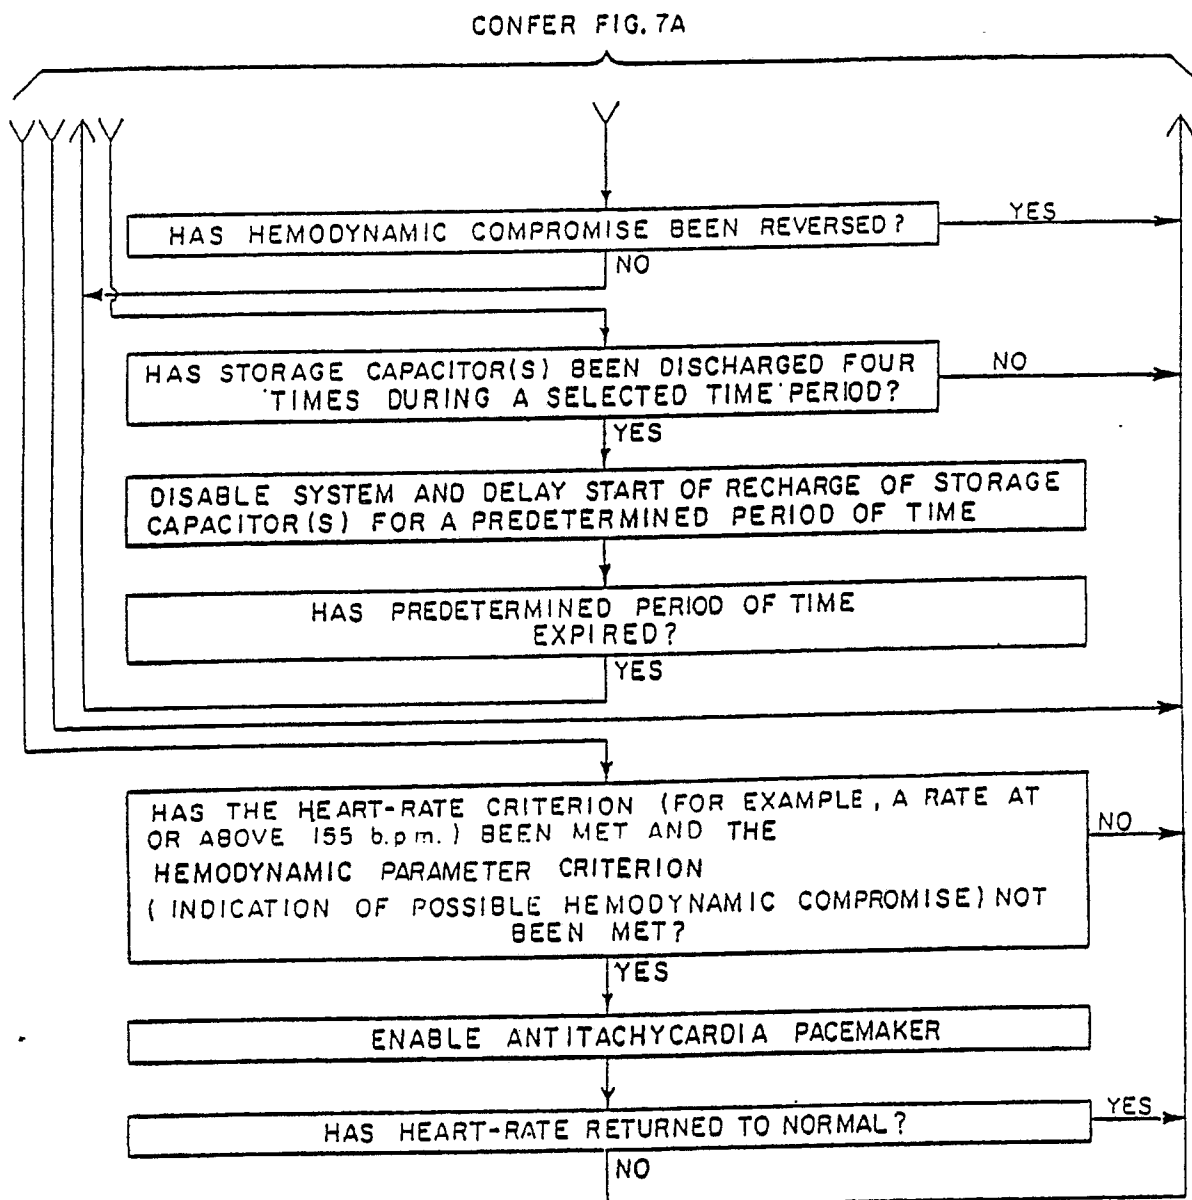 CONFER FIG. 7A
HAS HEMODYNAMIC COMPROMISE BEEN REVERSED?
YES
NO
HAS STORAGE CAPACITOR(S) BEEN DISCHARGED FOUR
TIMES DURING A SELECTED TIME PERIOD?
NO
YES
DISABLE SYSTEM AND DELAY START OF RECHARGE OF STORAGE
CAPACITOR(S) FOR A PREDETERMINED PERIOD OF TIME
HAS PREDETERMINED PERIOD OF TIME
EXPIRED?
YES
HAS THE HEART-RATE CRITERION (FOR EXAMPLE, A RATE AT
OR ABOVE 155 b.p.m.) BEEN MET AND THE
HEMODYNAMIC PARAMETER CRITERION
(INDICATION OF POSSIBLE HEMODYNAMIC COMPROMISE) NOT
BEEN MET?
NO
YES
ENABLE ANTITACHYCARDIA PACEMAKER
HAS HEART-RATE RETURNED TO NORMAL?
YES
NO